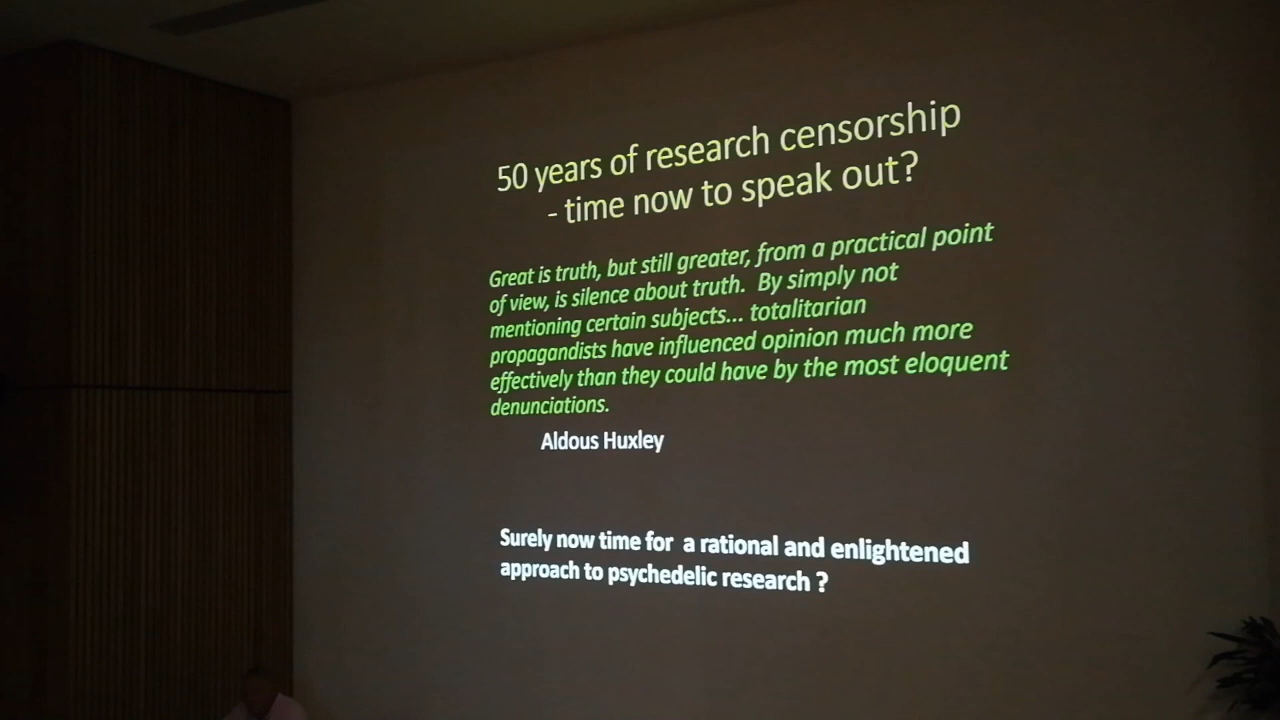 50 years of research censorship
- time now to speak out?
Great is truth, but still greater, from a practical point
of view, is silence about truth. By simply not
mentioning certain subjects... totalitarian
propagandists have influenced opinion much more
effectively than they could have by the most eloquent
denunciations.
Aldous Huxley
Surely now time for a rational and enlightened
approach to psychedelic research ?